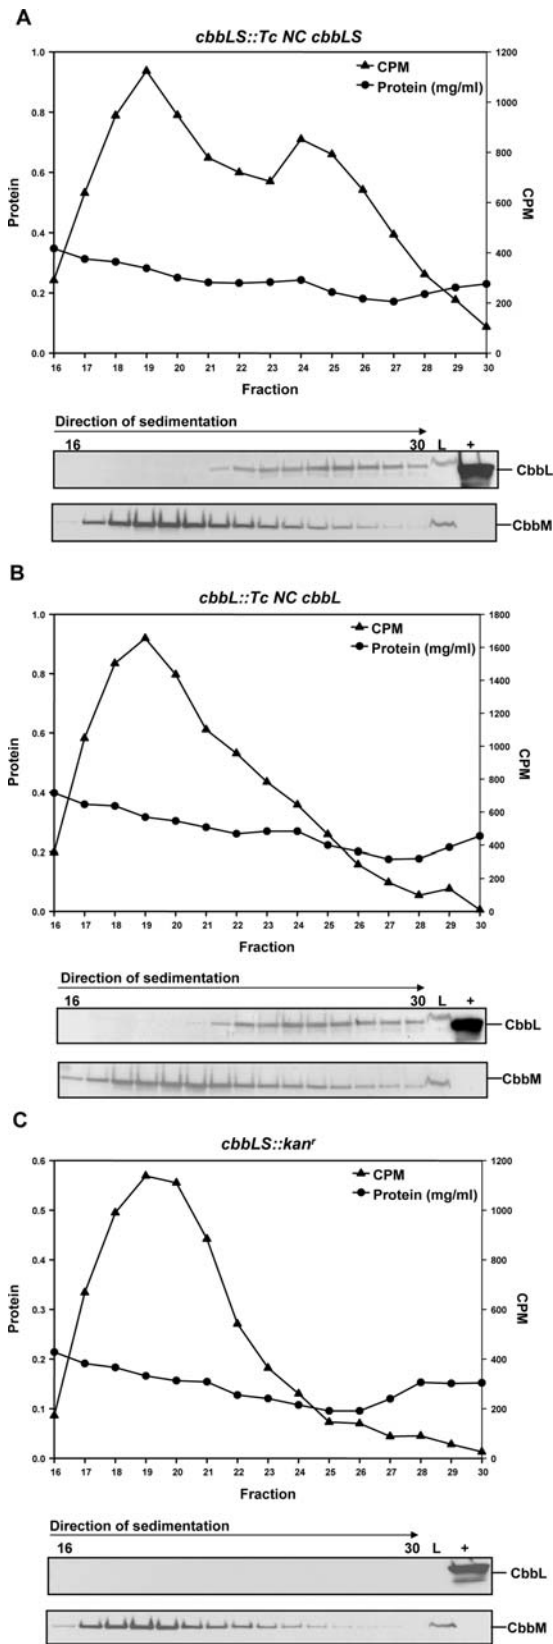 A
cbbLS::Tc NC cbbLS
CPM
Protein (mg/ml)
1.0
0.8
0.6
0.4
0.2
0.0
Protein
1200
1000
800
600
400
200
0
CPM
16 17 18 19 20 21 22 23 24 25 26 27 28 29 30
Fraction
Direction of sedimentation
16 30 L +
CbbL
CbbM
B
cbbL::Tc NC cbbL
CPM
Protein (mg/ml)
1.0
0.8
0.6
0.4
0.2
0.0
Protein
1800
1600
1400
1200
1000
800
600
400
200
0
CPM
16 17 18 19 20 21 22 23 24 25 26 27 28 29 30
Fraction
Direction of sedimentation
16 30 L +
CbbL
CbbM
C
cbbLS::kanʳ
CPM
Protein (mg/ml)
0.6
0.5
0.4
0.3
0.2
0.1
0.0
Protein
1200
1000
800
600
400
200
0
CPM
16 17 18 19 20 21 22 23 24 25 26 27 28 29 30
Fraction
Direction of sedimentation
16 30 L +
CbbL
CbbM